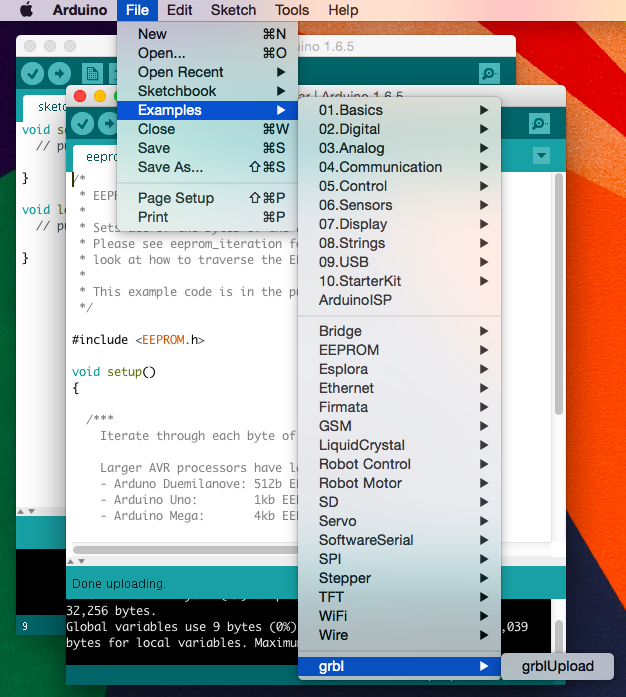 Arduino File Edit Sketch Tools Help
New ⌘N
Open... ⌘O
Open Recent
Sketchbook
Examples
Close ⌘W
Save ⌘S
Save As... ⇧⌘S
Page Setup ⇧⌘P
Print ⌘P
01.Basics
02.Digital
03.Analog
04.Communication
05.Control
06.Sensors
07.Display
08.Strings
09.USB
10.StarterKit
ArduinoISP
Bridge
EEPROM
Esplora
Ethernet
Firmata
GSM
LiquidCrystal
Robot Control
Robot Motor
SD
Servo
SoftwareSerial
SPI
Stepper
TFT
WiFi
Wire
grbl
grblUpload
ino 1.6.5
| Arduino 1.6.5
sketc
void se
// pu
}
void lo
// pu
}
9
eepro
/*
* EEP
*
* Sets
* Please see eeprom_iteration fo
* look at how to traverse the E
*
* This example code is in the pu
*/
#include <EEPROM.h>
void setup()
{
/***
Iterate through each byte of
Larger AVR processors have la
- Arduno Duemilanove: 512b EE
- Arduino Uno: 1kb EE
- Arduino Mega: 4kb EE
Done uploading.
32,256 bytes.
Global variables use 9 bytes (0%) ,039
bytes for local variables. Maximu